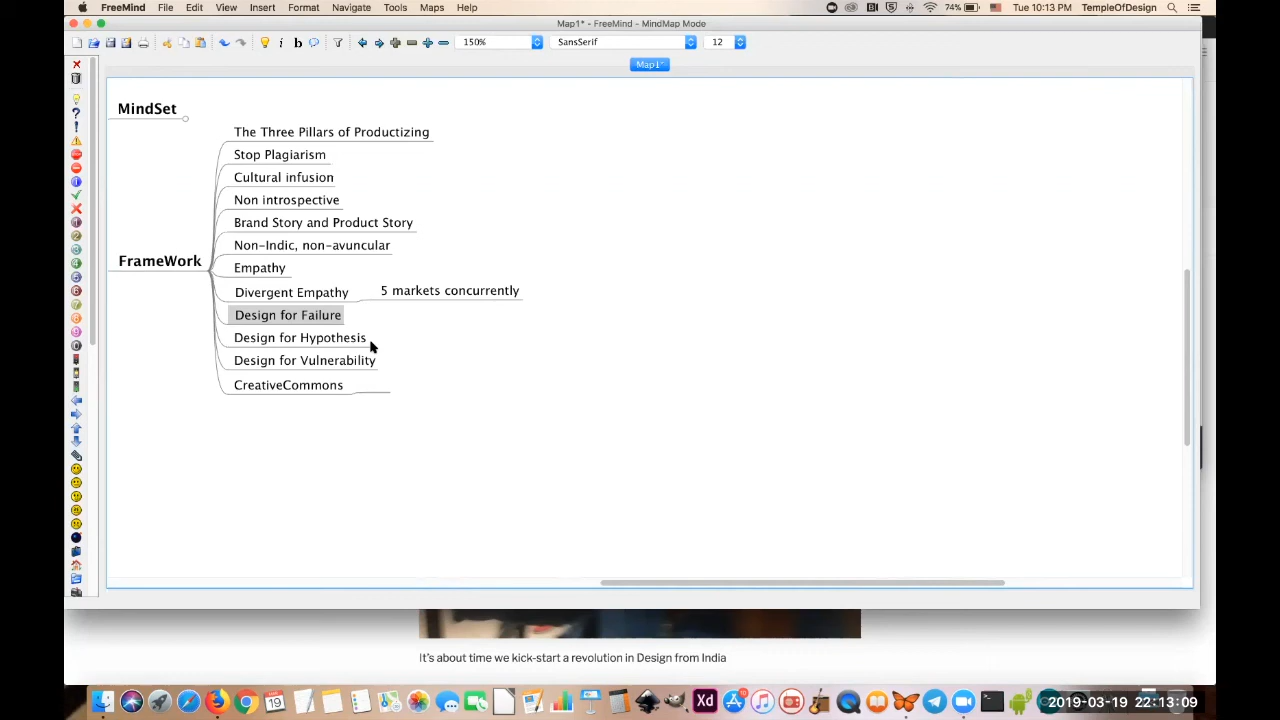 FreeMind File Edit View Insert Format Navigate Tools Maps Help 74% Tue 10:13 PM TempleOfDesign
Map1* - FreeMind - MindMap Mode
150% SansSerif 12
Map1*
MindSet
The Three Pillars of Productizing
Stop Plagiarism
Cultural infusion
Non introspective
Brand Story and Product Story
Non-Indic, non-avuncular
FrameWork
Empathy
Divergent Empathy 5 markets concurrently
Design for Failure
Design for Hypothesis
Design for Vulnerability
CreativeCommons
It's about time we kick-start a revolution in Design from India
2019-03-19 22:13:09